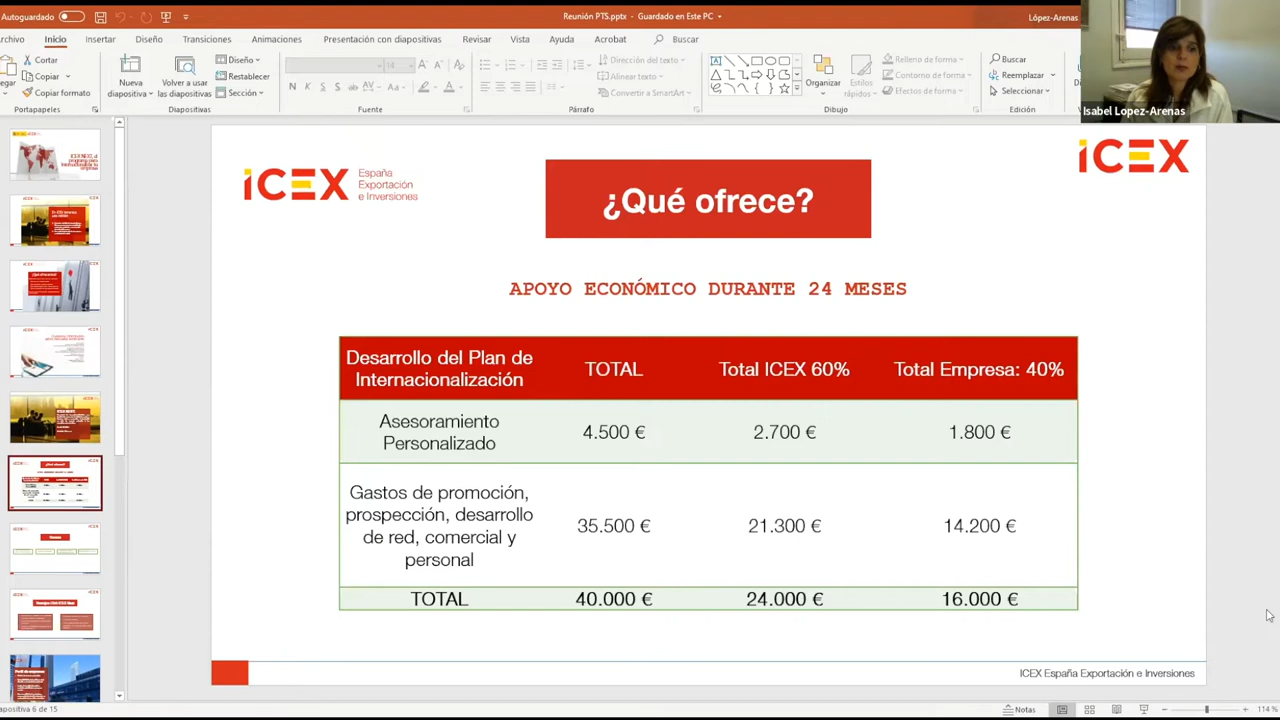 Autoguardado
Reunión PTS.pptx - Guardado en Este PC
López-Arenas
Archivo Inicio Insertar Diseño Transiciones Animaciones Presentación con diapositivas Revisar Vista Ayuda Acrobat Buscar
Cortar
Copiar
Copiar formato
Portapapeles
Nueva
diapositiva
Volver a usar
las diapositivas
Diseño
Restablecer
Sección
Diapositivas
14
N K S
Fuente
Dirección del texto
Alinear texto
Convertir a SmartArt
Párrafo
Organizar
Estilos
rápidos
Relleno de forma
Contorno de forma
Efectos de forma
Dibujo
Buscar
Reemplazar
Seleccionar
Edición
Isabel Lopez-Arenas
iCEX
España
Exportación
e Inversiones
¿Qué ofrece?
iCEX
APOYO ECONÓMICO DURANTE 24 MESES
Desarrollo del Plan de
Internacionalización
TOTAL
Total ICEX 60%
Total Empresa: 40%
Asesoramiento
Personalizado
4.500 €
2.700 €
1.800 €
Gastos de promoción,
prospección, desarrollo
de red, comercial y
personal
35.500 €
21.300 €
14.200 €
TOTAL
40.000 €
24.000 €
16.000 €
ICEX España Exportación e Inversiones
apositiva 6 de 15
Notas
114 %